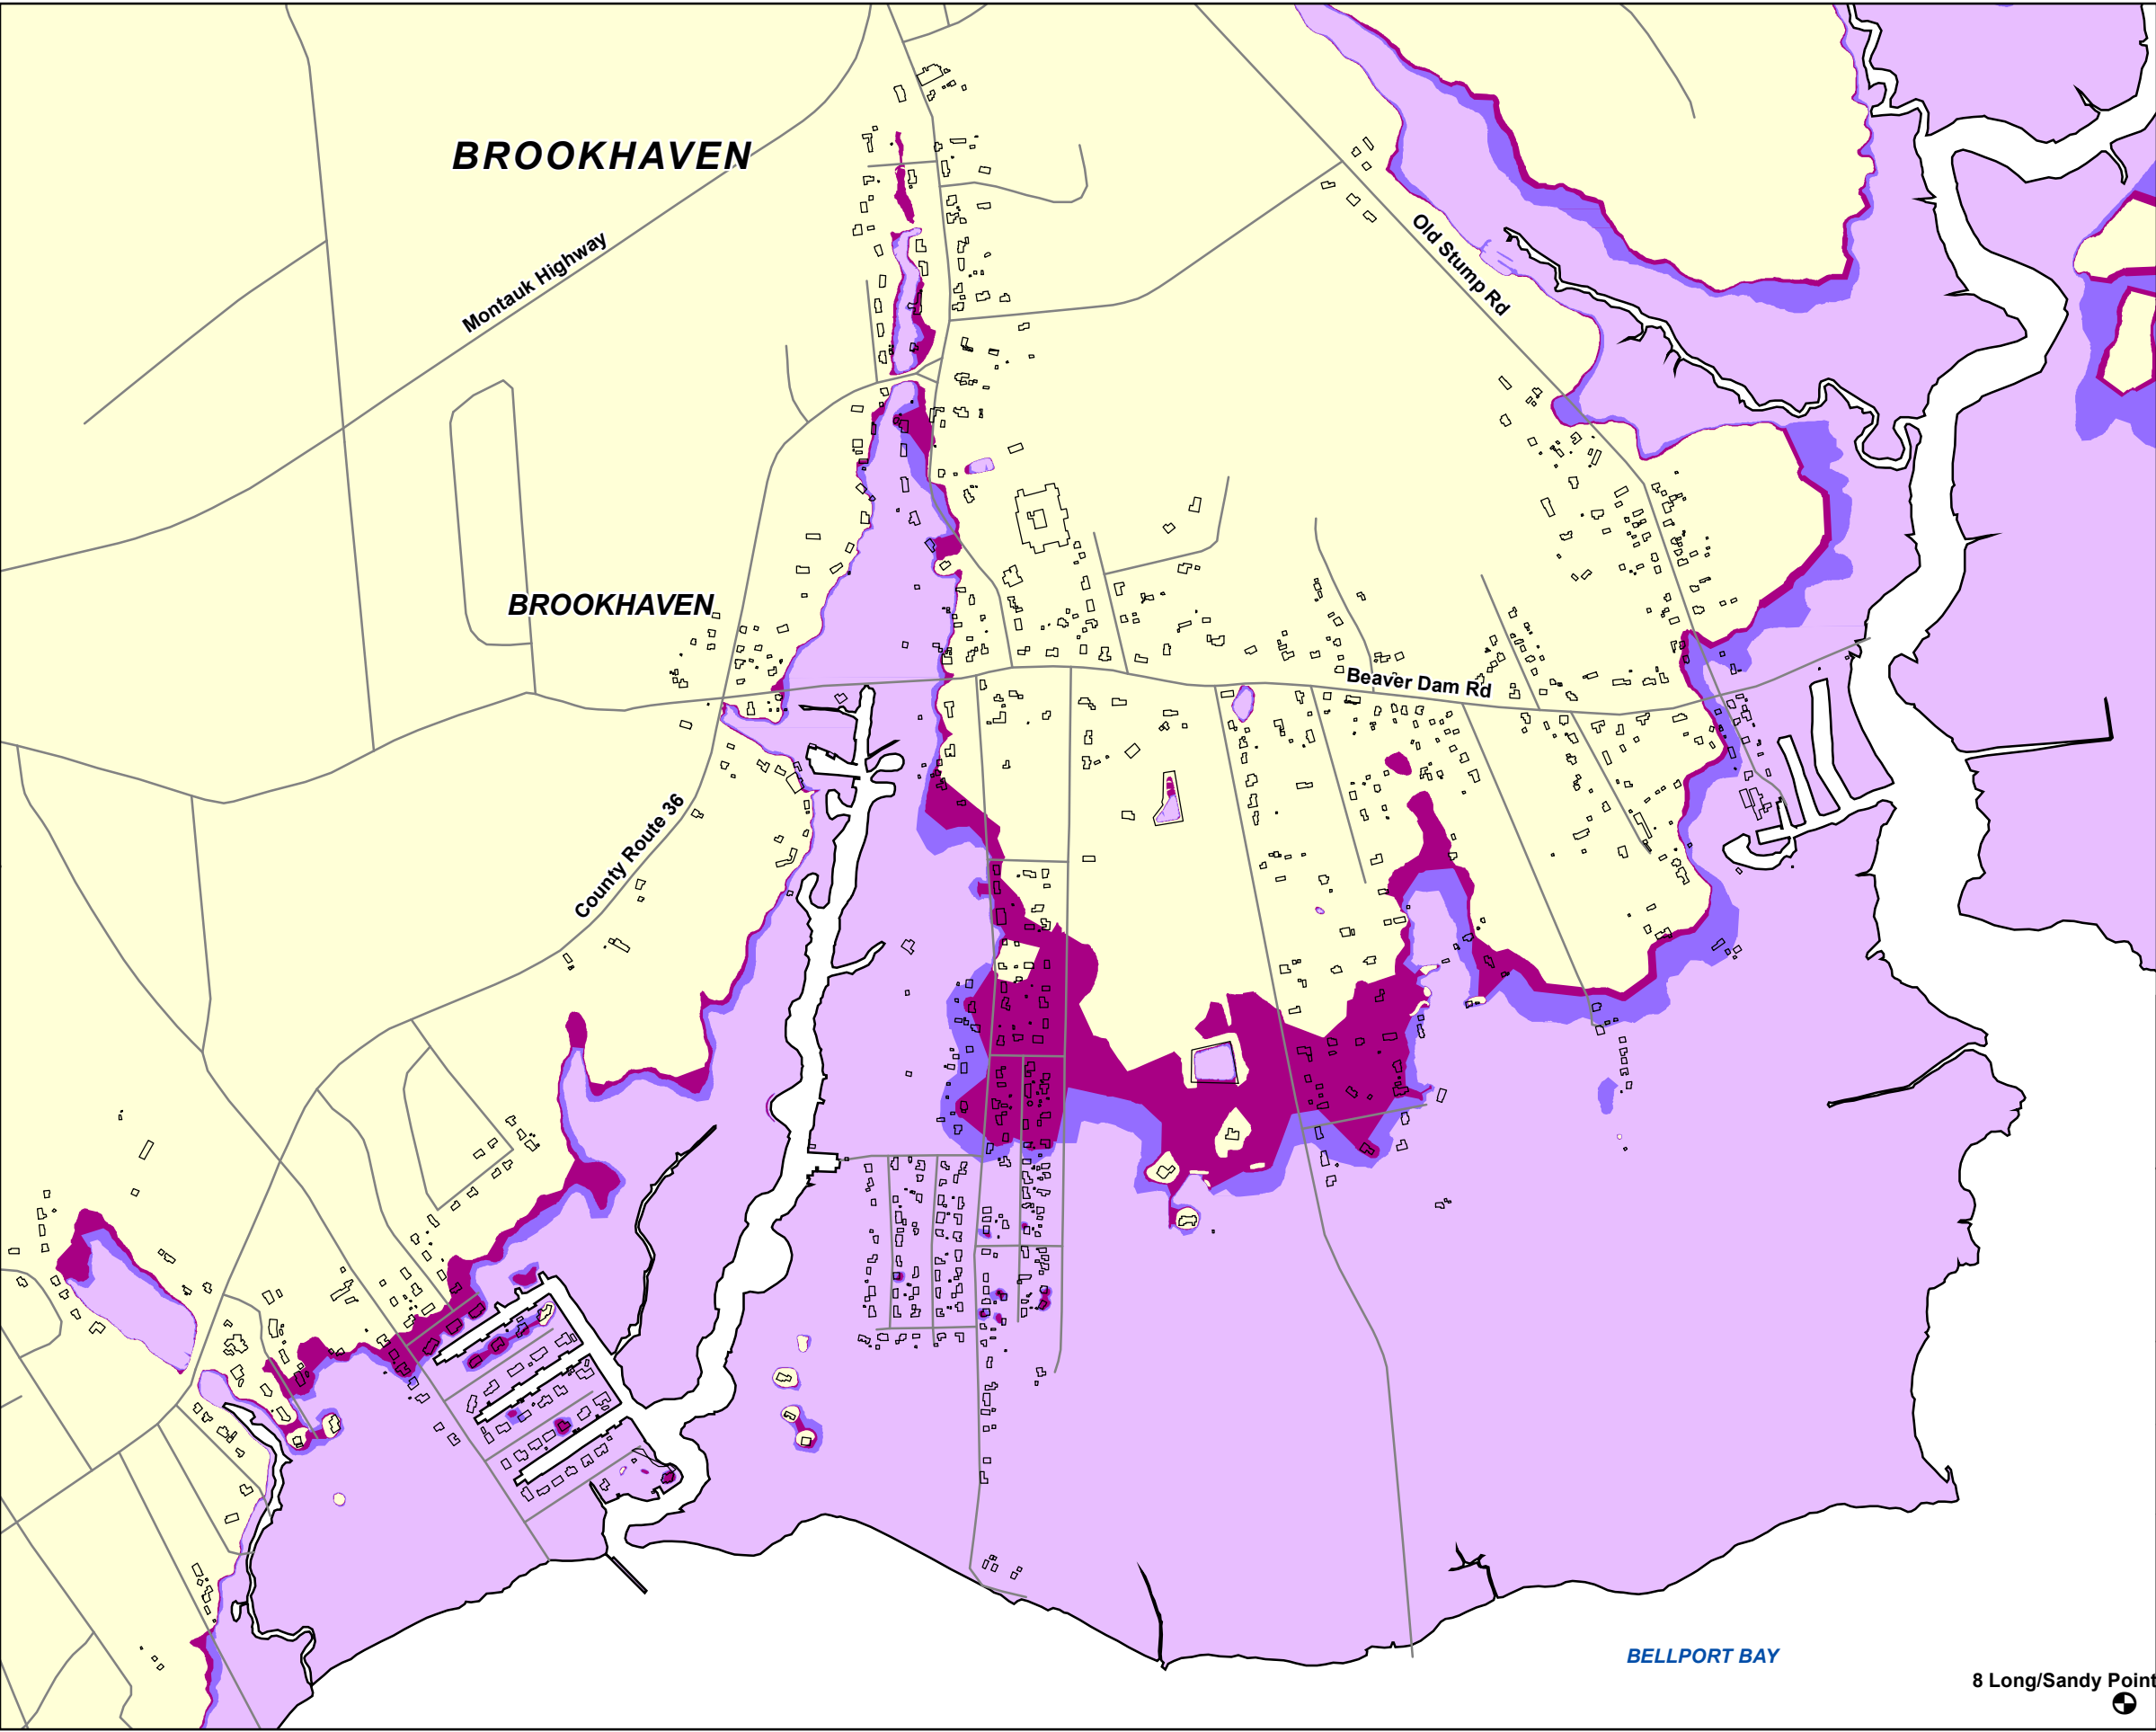 BROOKHAVEN
Montauk Highway
Old Stump Rd
BROOKHAVEN
Beaver Dam Rd
County Route 36
BELLPORT BAY
8 Long/Sandy Point